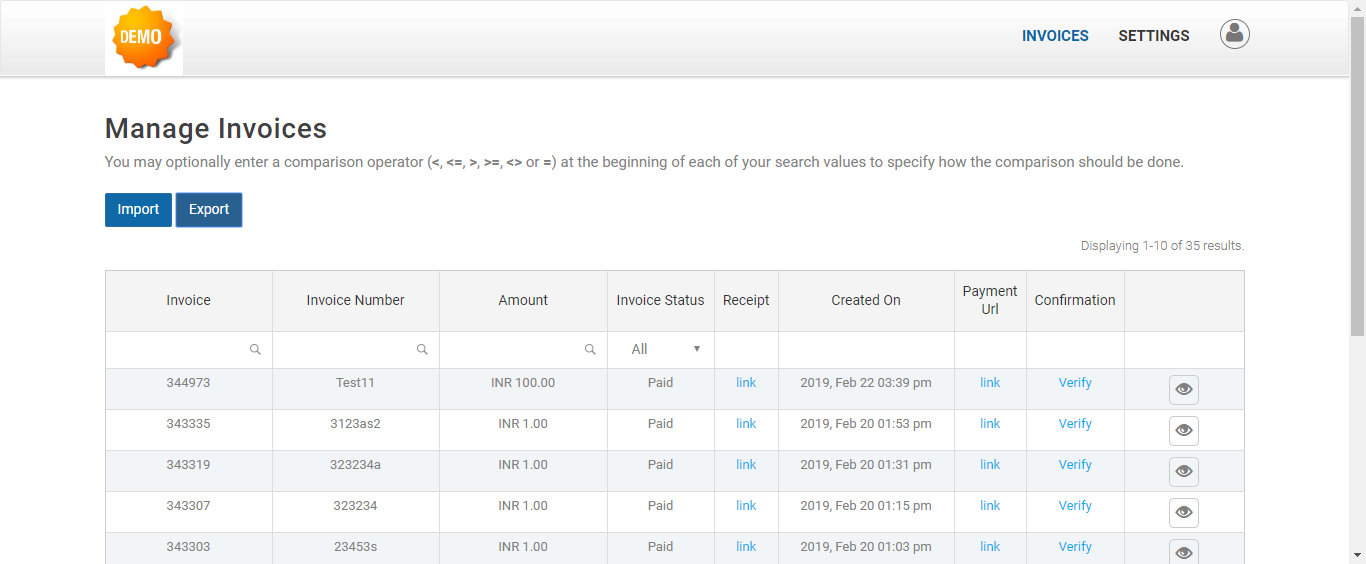 DEMO
INVOICES SETTINGS
Manage Invoices
You may optionally enter a comparison operator (<, <=, >, >=, <> or =) at the beginning of each of your search values to specify how the comparison should be done.
Import Export
Displaying 1-10 of 35 results.
Invoice Invoice Number Amount Invoice Status Receipt Created On Payment Url Confirmation
All
344973 Test11 INR 100.00 Paid link 2019, Feb 22 03:39 pm link Verify
343335 3123as2 INR 1.00 Paid link 2019, Feb 20 01:53 pm link Verify
343319 323234a INR 1.00 Paid link 2019, Feb 20 01:31 pm link Verify
343307 323234 INR 1.00 Paid link 2019, Feb 20 01:15 pm link Verify
343303 23453s INR 1.00 Paid link 2019, Feb 20 01:03 pm link Verify